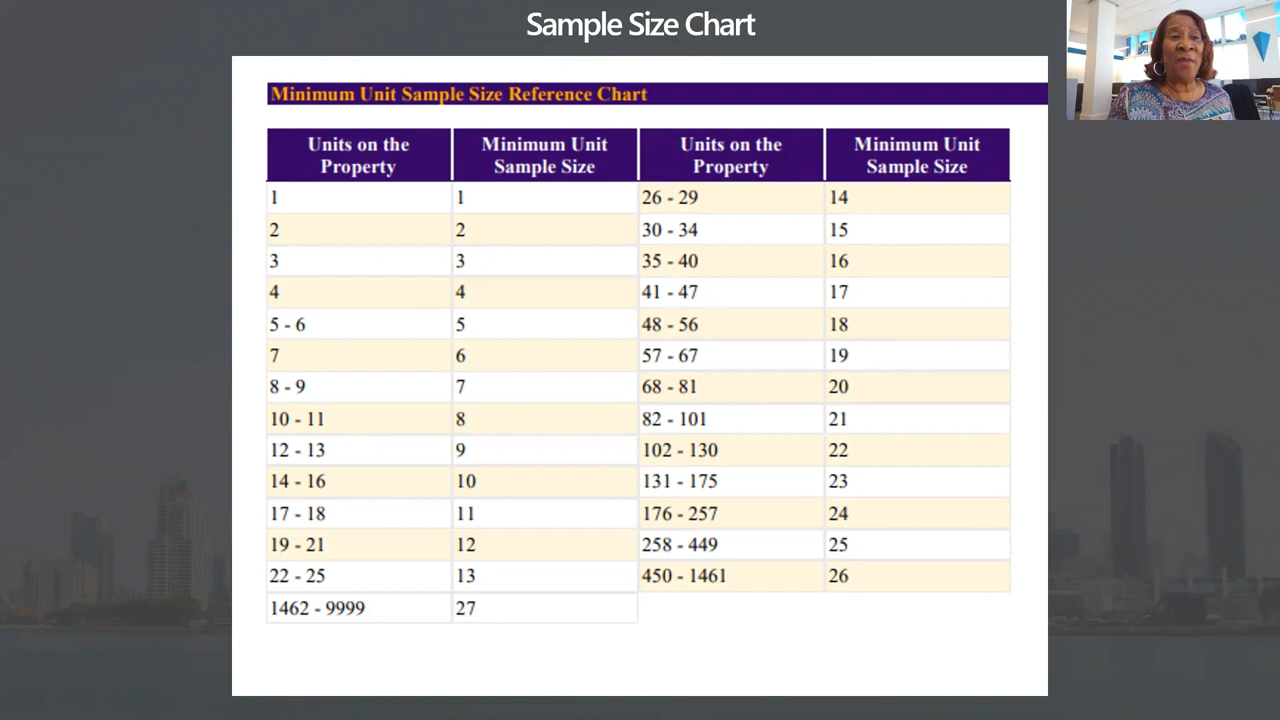 Sample Size Chart
Minimum Unit Sample Size Reference Chart
Units on the Property Minimum Unit Sample Size Units on the Property Minimum Unit Sample Size
1 1 26 - 29 14
2 2 30 - 34 15
3 3 35 - 40 16
4 4 41 - 47 17
5 - 6 5 48 - 56 18
7 6 57 - 67 19
8 - 9 7 68 - 81 20
10 - 11 8 82 - 101 21
12 - 13 9 102 - 130 22
14 - 16 10 131 - 175 23
17 - 18 11 176 - 257 24
19 - 21 12 258 - 449 25
22 - 25 13 450 - 1461 26
1462 - 9999 27